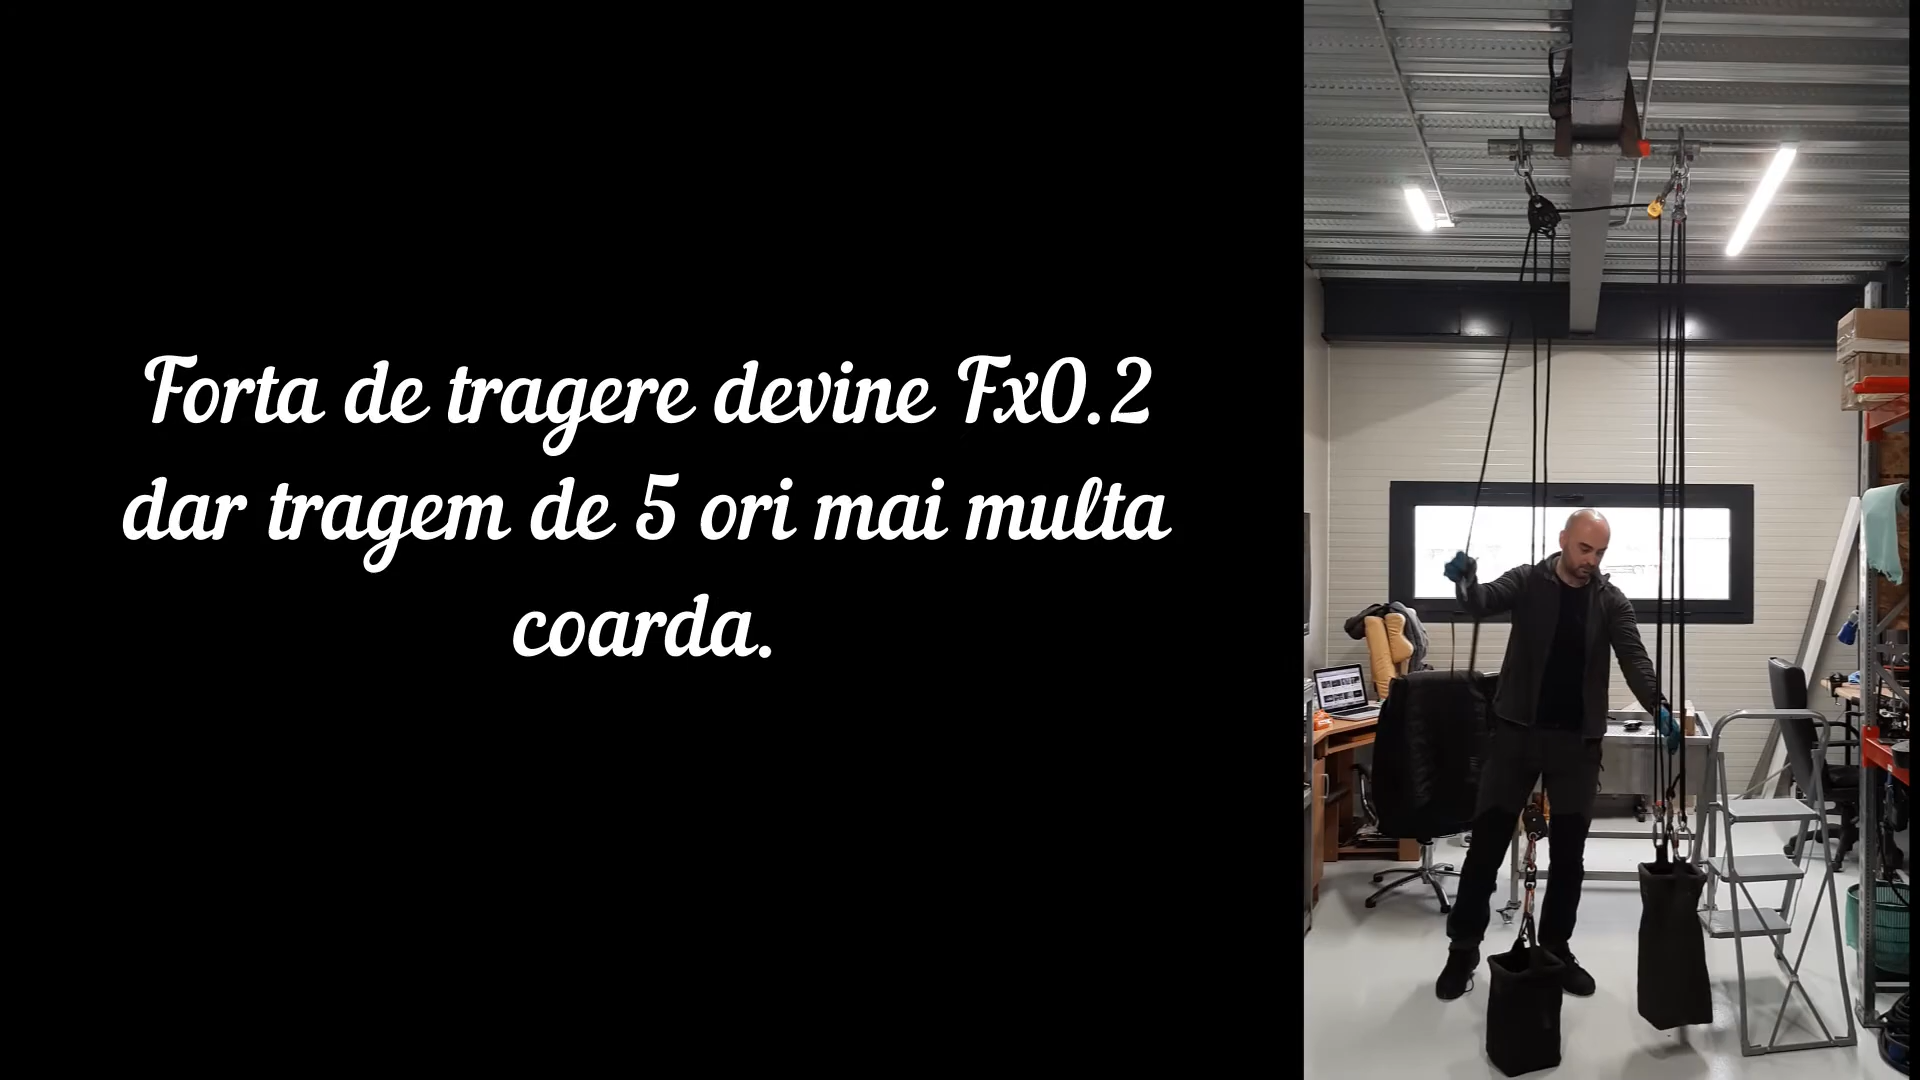 Forta de tragere devine Fx0.2
dar tragem de 5 ori mai multa
coarda.